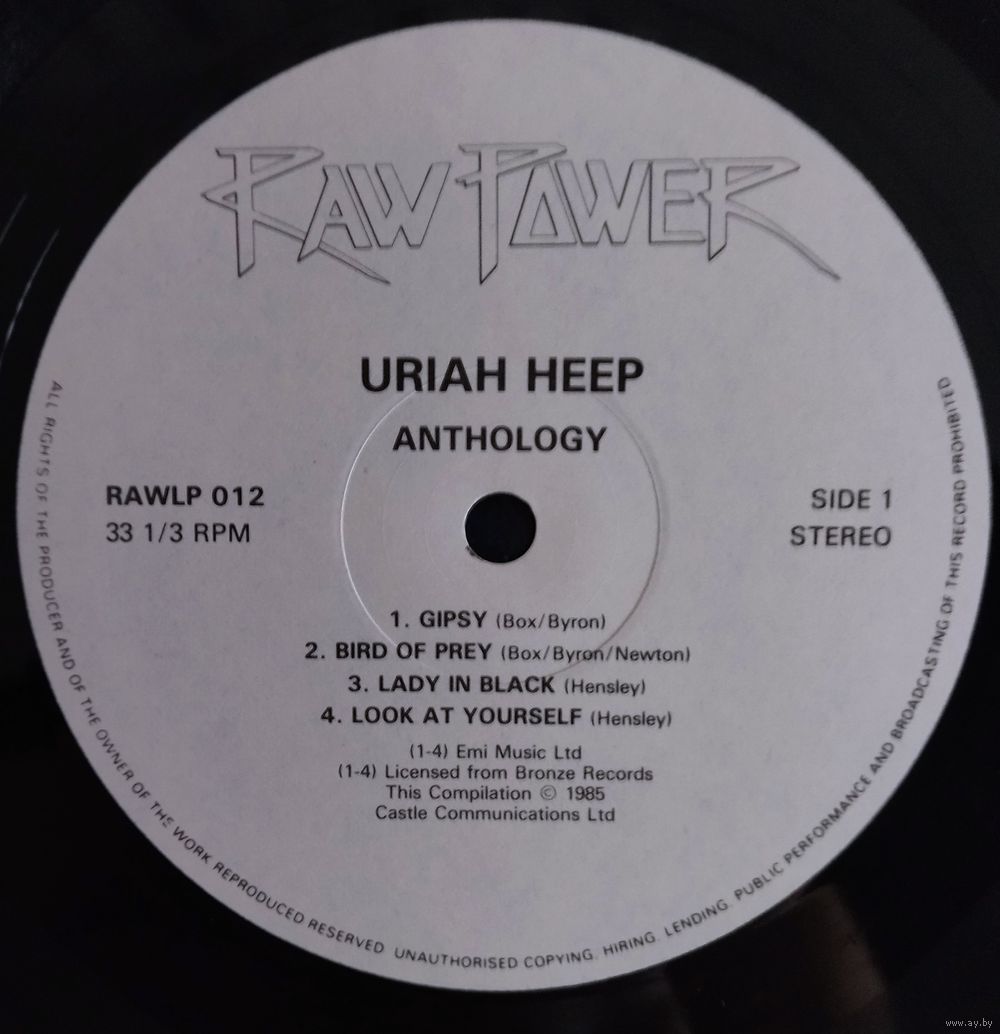 RAW POWER
URIAH HEEP
ANTHOLOGY
RAWLP 012
33 1/3 RPM
SIDE 1
STEREO
1. GIPSY (Box/Byron)
2. BIRD OF PREY (Box/Byron/Newton)
3. LADY IN BLACK (Hensley)
4. LOOK AT YOURSELF (Hensley)
(1-4) Emi Music Ltd
(1-4) Licensed from Bronze Records
This Compilation © 1985
Castle Communications Ltd
ALL RIGHTS OF THE PRODUCER AND OF THE OWNER OF THE WORK REPRODUCED RESERVED. UNAUTHORISED COPYING, HIRING, LENDING, PUBLIC PERFORMANCE AND BROADCASTING OF THIS RECORD PROHIBITED
www.ay.by